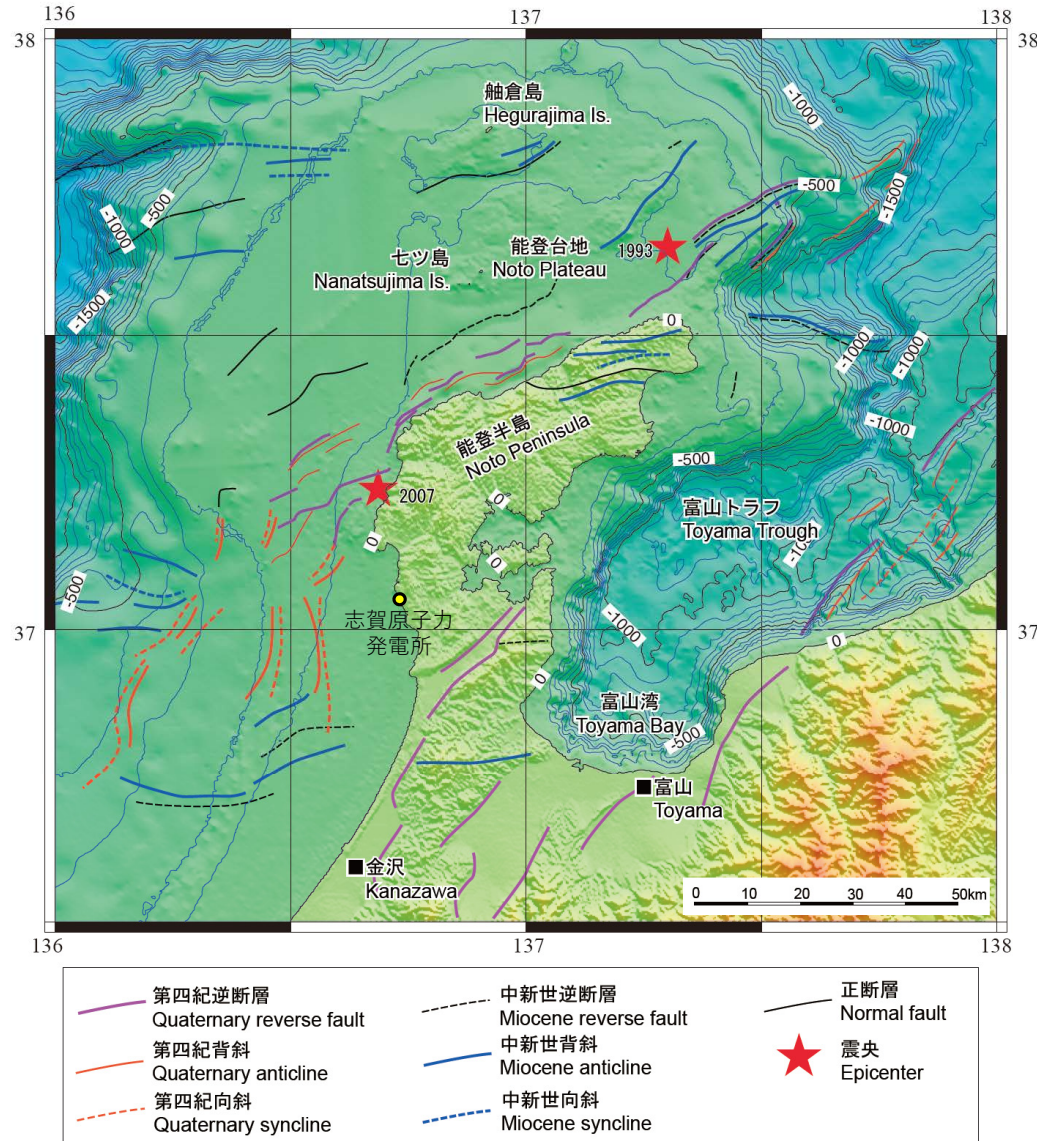 136
137
138
38
38
舳倉島
Hegurajima Is.
-1000
-500
-500
-1000
-1500
-1500
七ツ島
Nanatsujima Is.
能登台地
Noto Plateau
1993
0
-1000
-1000
-1000
能登半島
Noto Peninsula
-500
2007
0
0
0
富山トラフ
Toyama Trough
-500
志賀原子力
発電所
-1000
37
37
0
0
富山湾
Toyama Bay
-500
富山
Toyama
金沢
Kanazawa
0 10 20 30 40 50km
136
137
138
第四紀逆断層
Quaternary reverse fault
第四紀背斜
Quaternary anticline
第四紀向斜
Quaternary syncline
中新世逆断層
Miocene reverse fault
中新世背斜
Miocene anticline
中新世向斜
Miocene syncline
正断層
Normal fault
震央
Epicenter